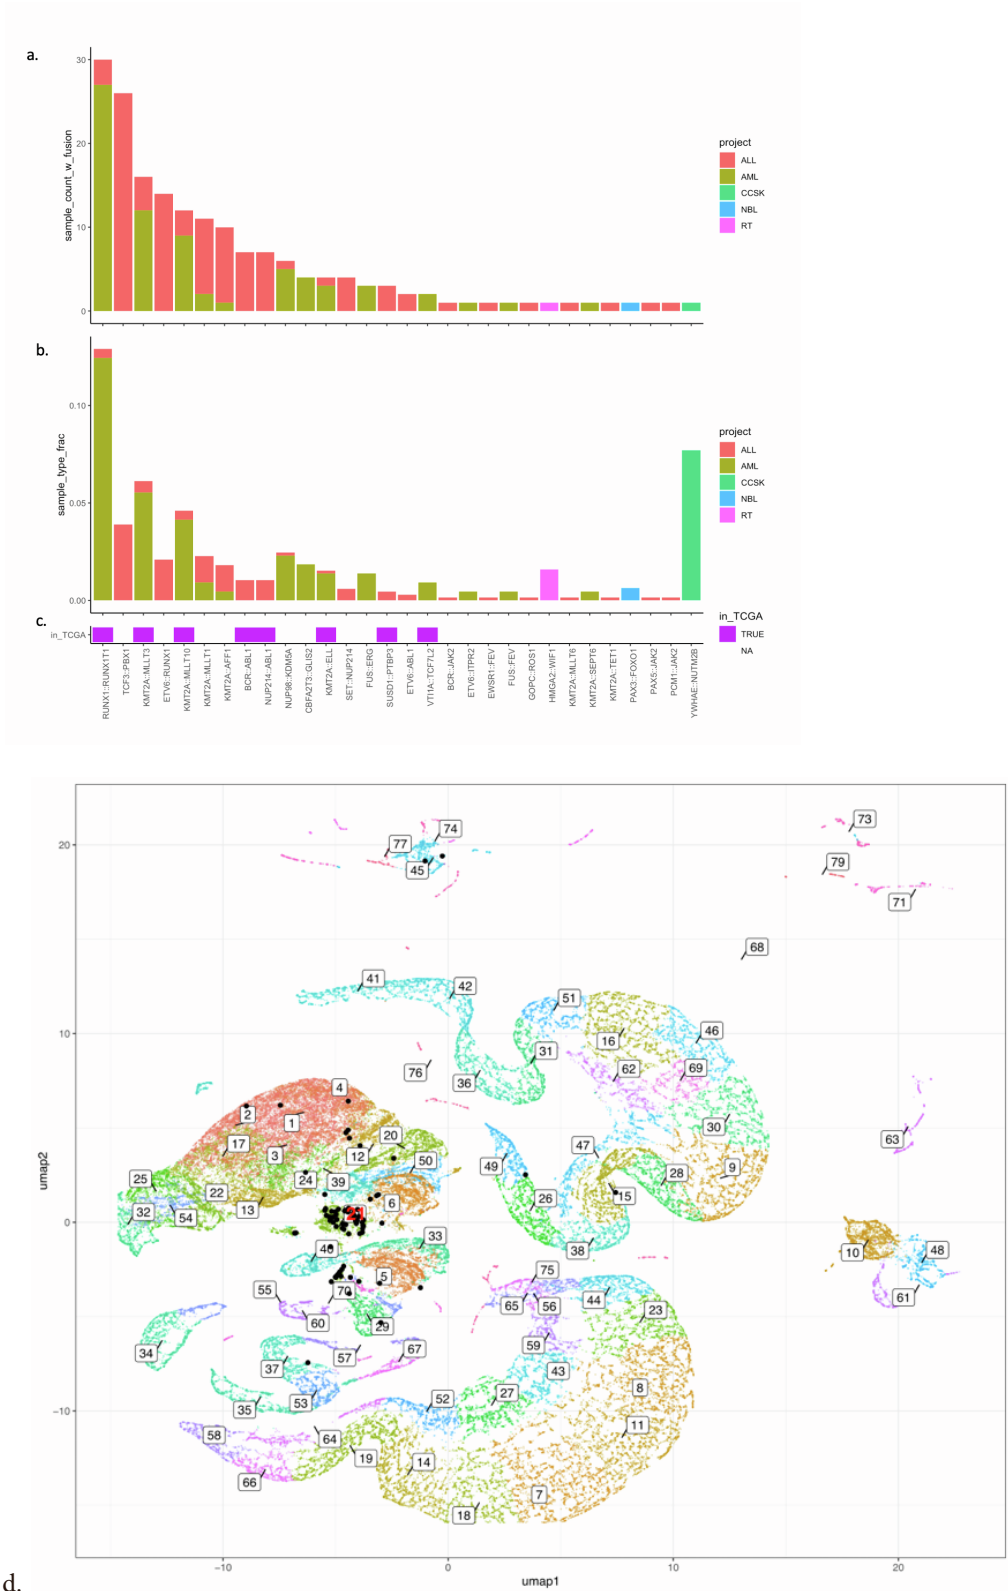 a.
30
20
10
0
sample_count_w_fusion
project
ALL
AML
CCSK
NBL
RT
b.
0.10
0.05
0.00
sample_type_frac
project
ALL
AML
CCSK
NBL
RT
c.
in_TCGA
in_TCGA
TRUE
NA
RUNX1::RUNX1T1
TCF3::PBX1
KMT2A::MLLT3
ETV6::RUNX1
KMT2A::MLLT10
KMT2A::MLLT1
KMT2A::AFF1
BCR::ABL1
NUP214::ABL1
NUP98::KDM5A
CBFA2T3::GLIS2
KMT2A::ELL
SET::NUP214
FUS::ERG
SUSD1::PTBP3
ETV6::ABL1
VTI1A::TCF7L2
BCR::JAK2
ETV6::ITPR2
EWSR1::FEV
FUS::FEV
GOPC::ROS1
HMGA2::WIF1
KMT2A::MLLT6
KMT2A::SEPT6
KMT2A::TET1
PAX3::FOXO1
PAX5::JAK2
PCM1::JAK2
YWHAE::NUTM2B
73
74
77
79
45
71
20
68
41
42
51
46
16
31
62
69
76
36
10
4
2
1
30
20
17
63
12
47
3
50
49
9
28
25
24
39
22
15
6
26
13
32
54
21
0
33
38
48
46
10
75
5
55
70
44
61
65
56
23
60
29
59
67
34
57
37
43
8
27
53
52
35
11
−10
58
64
19
14
66
7
18
umap2
−10
0
10
20
umap1
d.